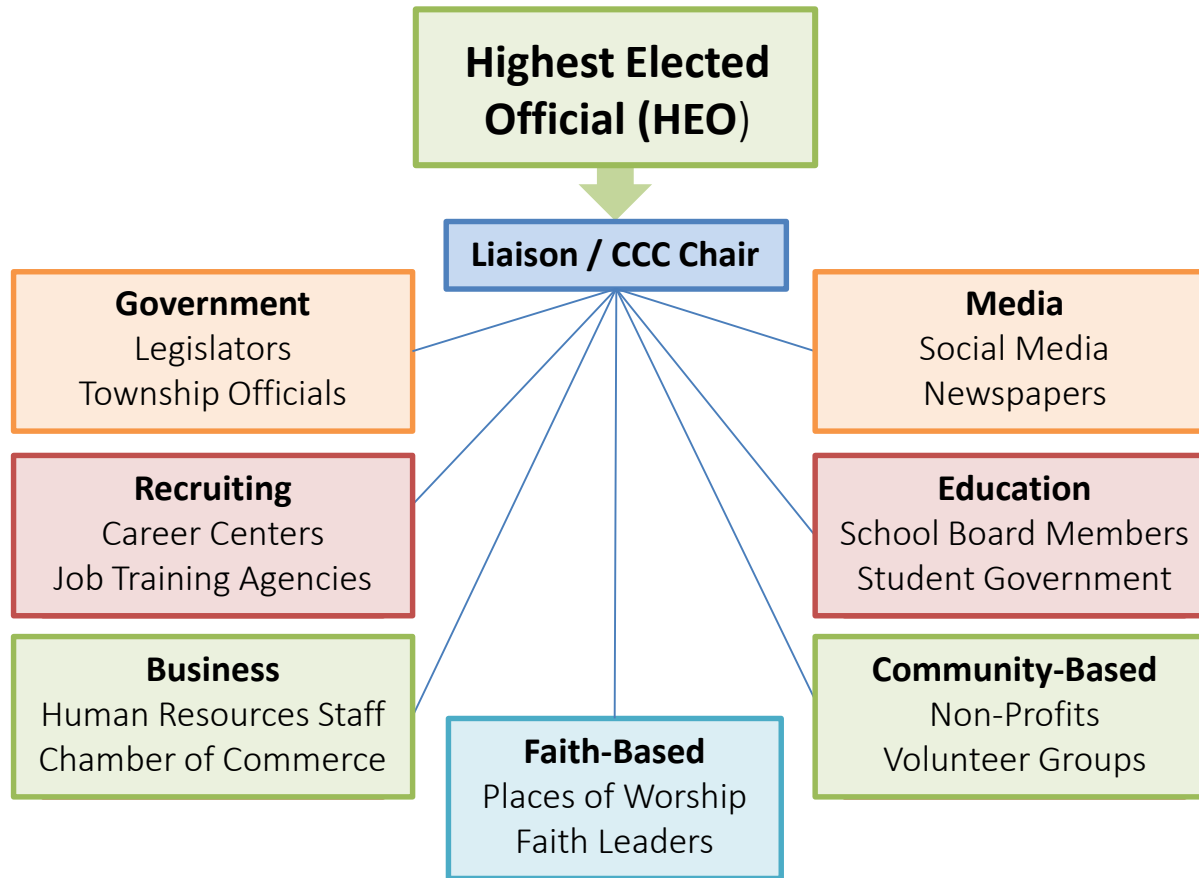 Highest Elected
Official (HEO)
Liaison / CCC Chair
Government
Legislators
Township Officials
Media
Social Media
Newspapers
Recruiting
Career Centers
Job Training Agencies
Education
School Board Members
Student Government
Business
Human Resources Staff
Chamber of Commerce
Faith-Based
Places of Worship
Faith Leaders
Community-Based
Non-Profits
Volunteer Groups